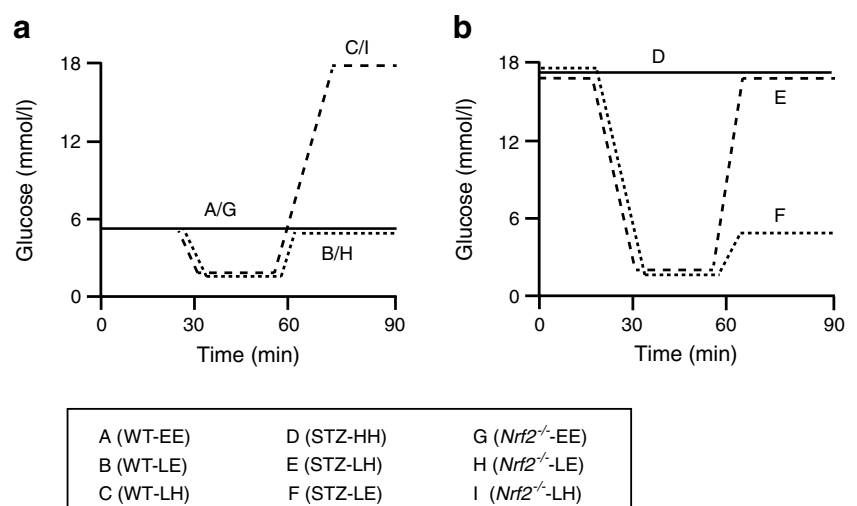 a
b
C/I
D
18
12
6
0
A/G
B/H
Glucose (mmol/l)
0 30 60 90
Time (min)
18
12
6
0
E
F
Glucose (mmol/l)
0 30 60 90
Time (min)
A (WT-EE) D (STZ-HH) G (Nrf2-/--EE)
B (WT-LE) E (STZ-LH) H (Nrf2-/--LE)
C (WT-LH) F (STZ-LE) I (Nrf2-/--LH)